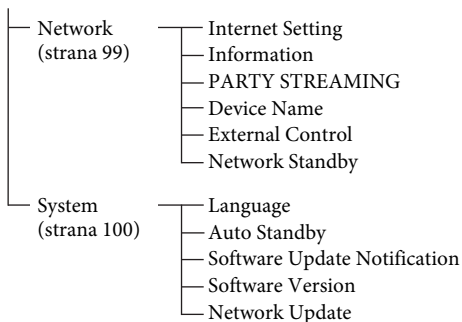 Network
(strana 99)
Internet Setting
Information
PARTY STREAMING
Device Name
External Control
Network Standby
System
(strana 100)
Language
Auto Standby
Software Update Notification
Software Version
Network Update